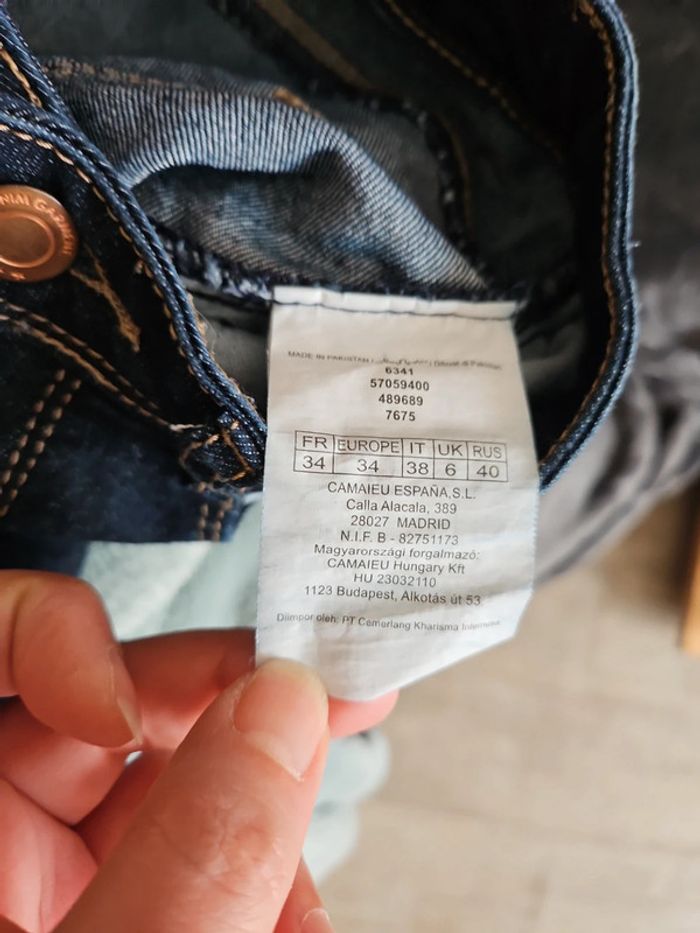 MADE IN PAKISTAN /
6341
57059400
489689
7675
FR EUROPE IT UK RUS
34 34 38 6 40
CAMAIEU ESPAÑA,S.L.
Calla Alacala, 389
28027 MADRID
N.I.F. B - 82751173
Magyarországi forgalmazó:
CAMAIEU Hungary Kft
HU 23032110
1123 Budapest, Alkotás út 53
Diimpor oleh; PT Cemerlang Kharisma